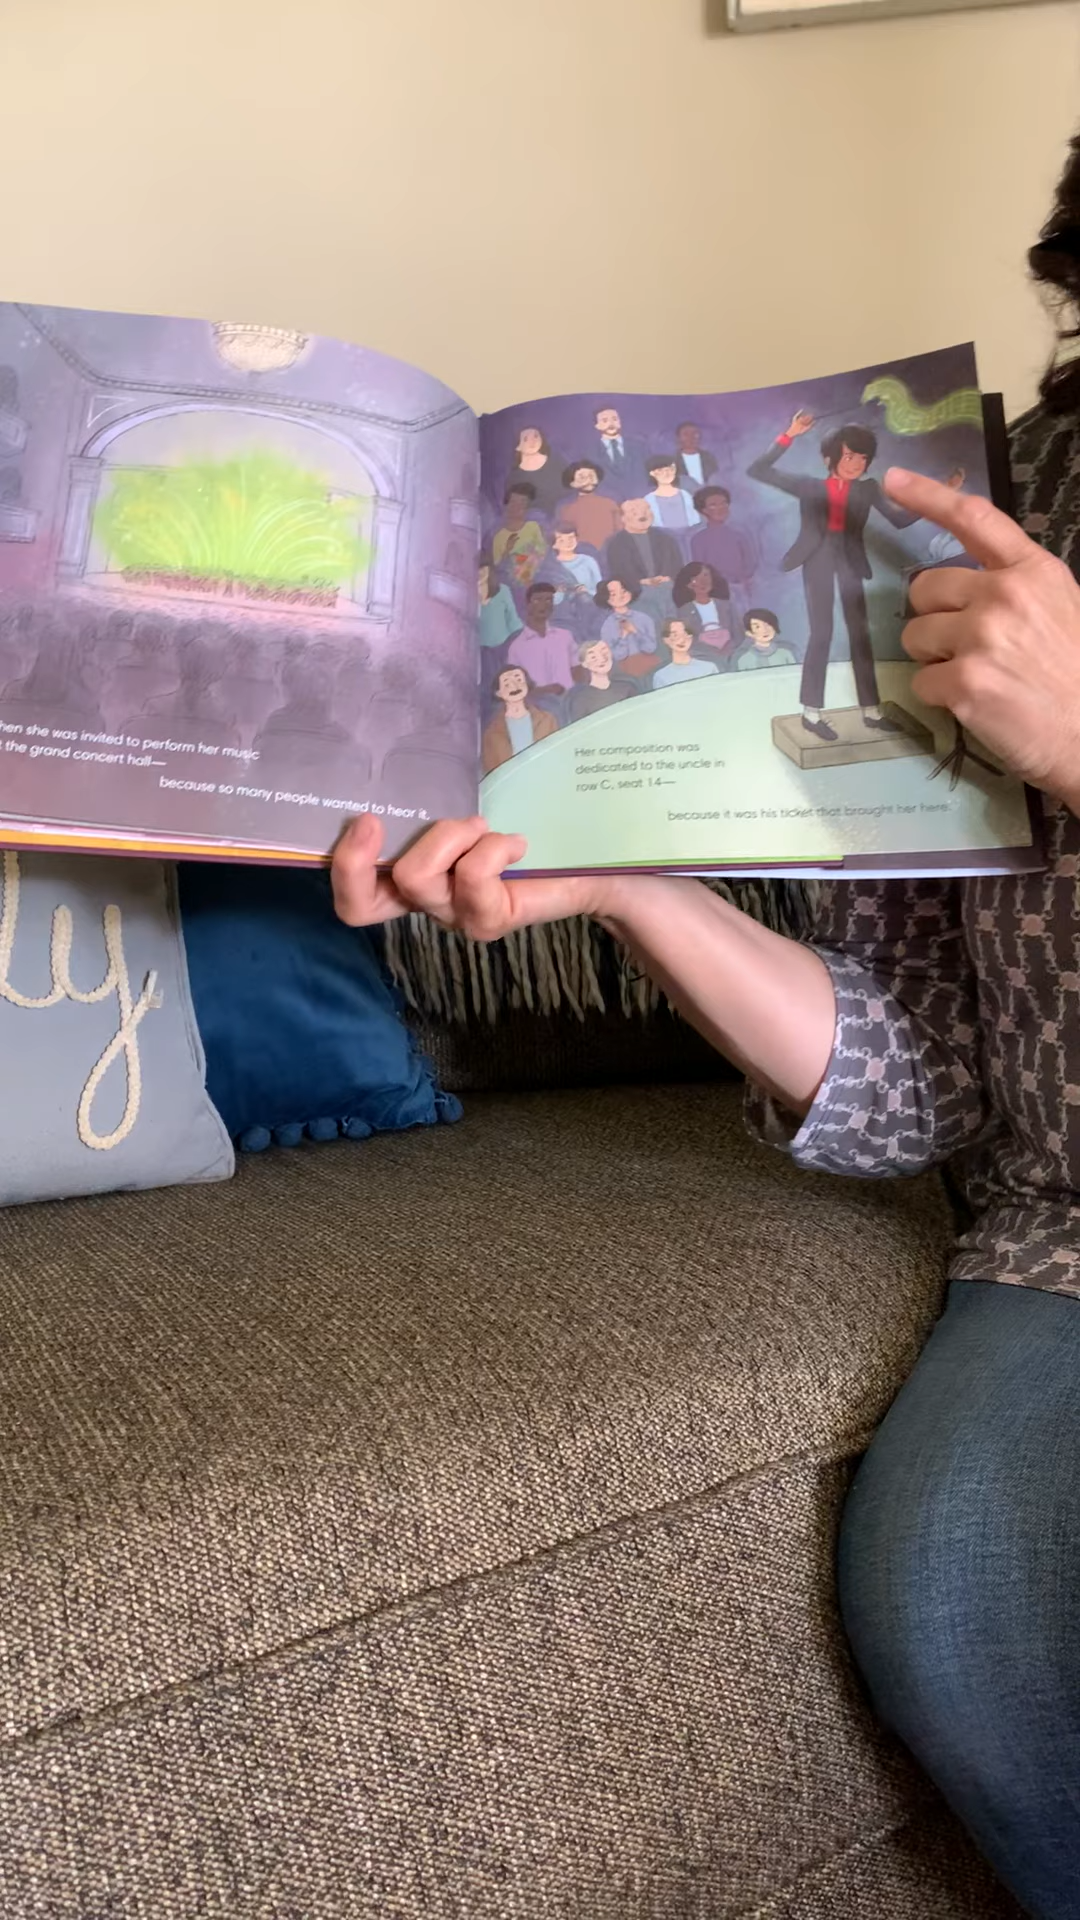 hen she was invited to perform her music
t the grand concert hall—
because so many people wanted to hear it.
Her composition was
dedicated to the uncle in
row C, seat 14—
because it was his ticket that brought her here.
ly